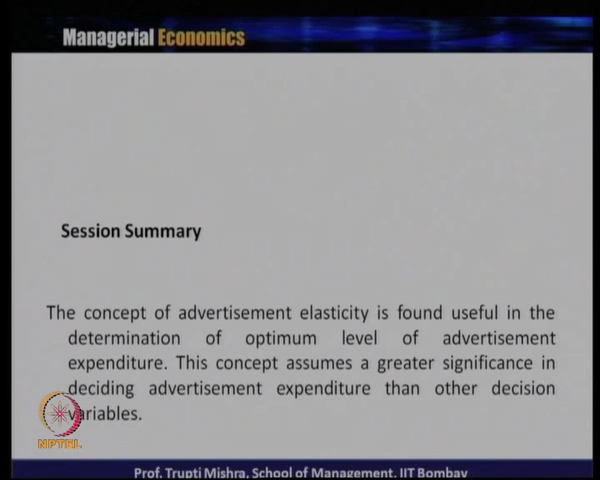 Managerial Economics
Session Summary
The concept of advertisement elasticity is found useful in the
determination of optimum level of advertisement
expenditure. This concept assumes a greater significance in
deciding advertisement expenditure than other decision
variables.
NPTEL
Prof. Trupti Mishra, School of Management, IIT Bombay